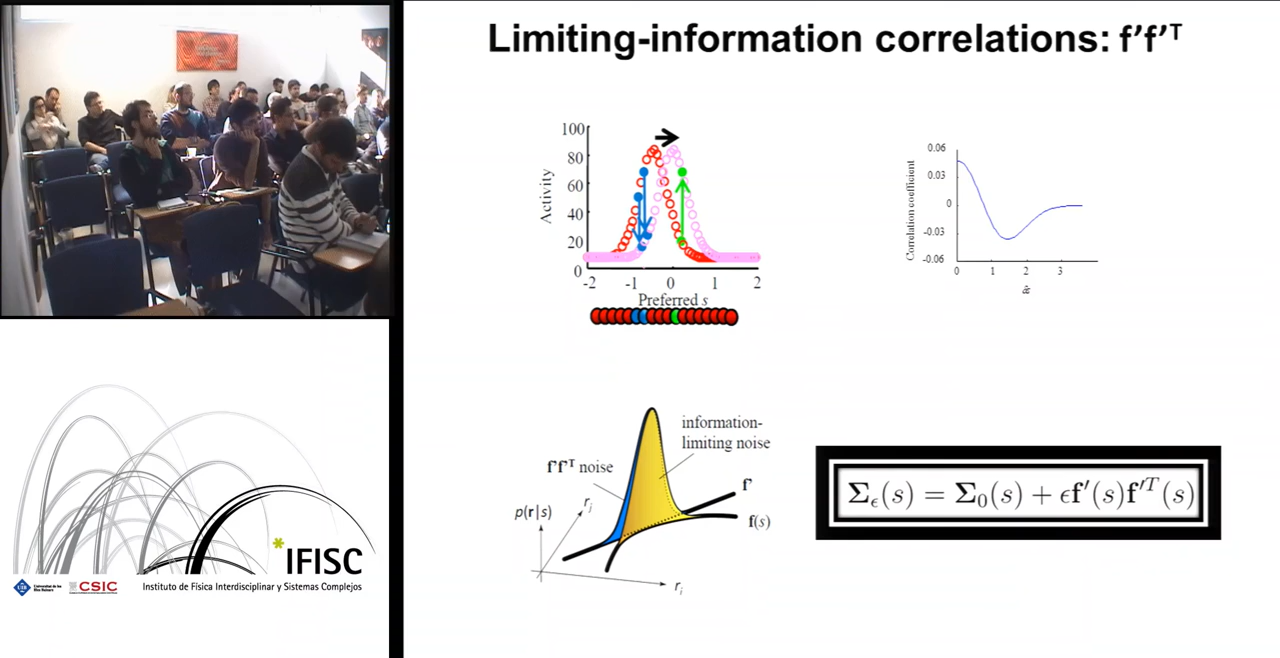 Limiting-information correlations: f′f′ᵀ
100
80
60
40
20
0
Activity
-2 -1 0 1 2
Preferred s
0.06
0.03
0
-0.03
-0.06
Correlation coefficient
0 1 2 3
information-
limiting noise
f′f′ᵀ noise
f′
f(s)
p(r|s)
rⱼ
rᵢ
Σ_ϵ(s) = Σ₀(s) + ϵf′(s)f′ᵀ(s)
*IFISC
UIB
CSIC
Instituto de Física Interdisciplinar y Sistemas Complejos